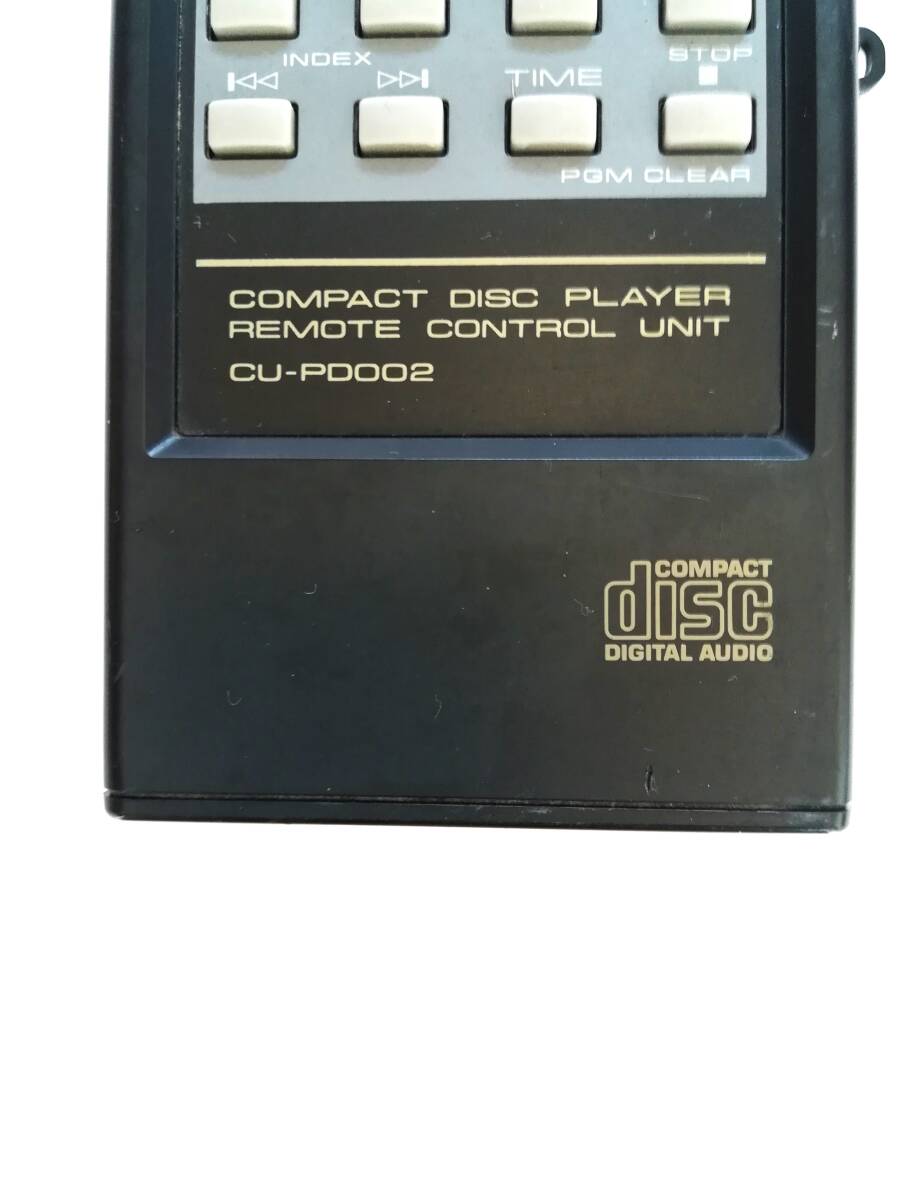 INDEX
STOP
TIME
PGM CLEAR
COMPACT DISC PLAYER
REMOTE CONTROL UNIT
CU-PD002
COMPACT
disc
DIGITAL AUDIO